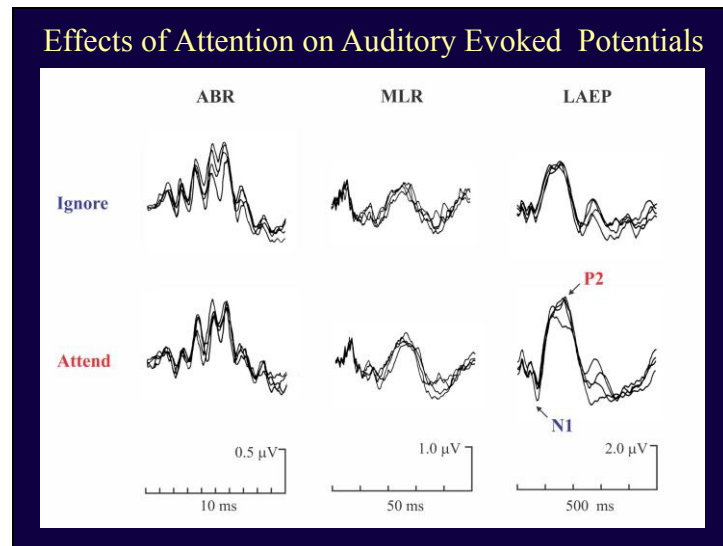 Effects of Attention on Auditory Evoked Potentials
ABR MLR LAEP
Ignore
P2
Attend
N1
0.5 µV 1.0 µV 2.0 µV
10 ms 50 ms 500 ms